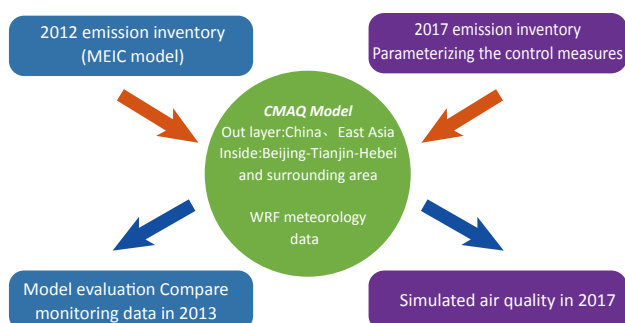 2012 emission inventory
(MEIC model)
2017 emission inventory
Parameterizing the control measures
CMAQ Model
Out layer:China、East Asia
Inside:Beijing-Tianjin-Hebei
and surrounding area
WRF meteorology
data
Model evaluation Compare
monitoring data in 2013
Simulated air quality in 2017